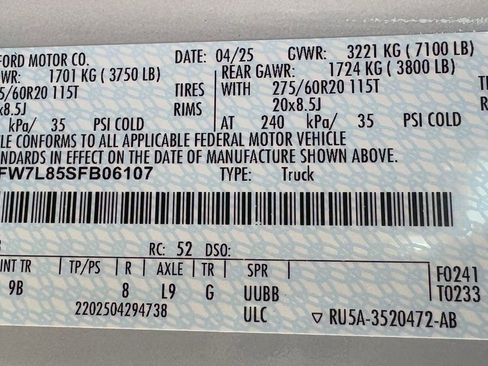 FORD MOTOR CO. DATE: 04/25 GVWR: 3221 KG (7100 LB)
WR: 1701 KG (3750 LB) REAR GAWR: 1724 KG (3800 LB)
5/60R20 115T TIRES WITH 275/60R20 115T
x8.5J RIMS 20x8.5J
kPa/ 35 PSI COLD AT 240 kPa/ 35 PSI COLD
LE CONFORMS TO ALL APPLICABLE FEDERAL MOTOR VEHICLE
ANDARDS IN EFFECT ON THE DATE OF MANUFACTURE SHOWN ABOVE.
FW7L85SFB06107 TYPE: Truck
RC: 52 DSO:
INT TR TP/PS R AXLE TR SPR F0241
9B 8 L9 G UUBB T0233
2202504294738 ULC ▽ RU5A-3520472-AB